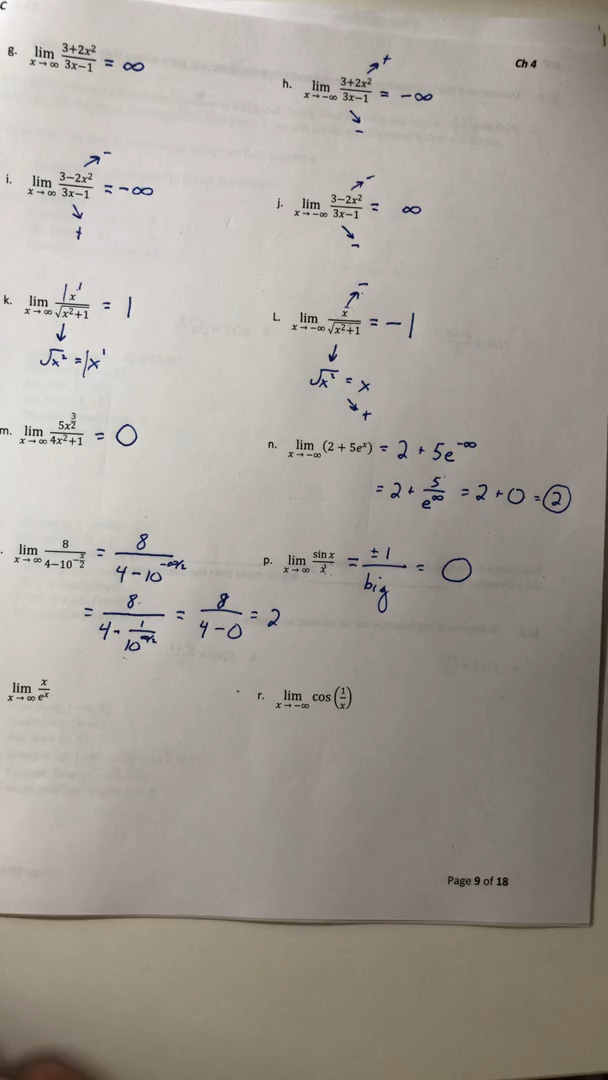 C
Ch 4
g. lim x→∞ (3+2x²)/(3x−1) = ∞
h. lim x→−∞ (3+2x²)/(3x−1) = −∞
↗ +
↘ −
i. lim x→∞ (3−2x²)/(3x−1) = −∞
↗ −
↘ +
j. lim x→−∞ (3−2x²)/(3x−1) = ∞
↗ −
↘ −
k. lim x→∞ |x|/√(x²+1) = 1
↓
√x² = |x|
L. lim x→−∞ x/√(x²+1) = −1
↗ −
↓
√x² = x
↘ +
m. lim x→∞ 5x^(3/2)/(4x²+1) = 0
n. lim x→−∞ (2 + 5eˣ) = 2 + 5e^(−∞)
= 2 + 5/e^∞ = 2 + 0 = 2
. lim x→∞ 8/(4−10^(−x/2)) = 8/(4−10^(−∞/2))
= 8/(4 − 1/10^(∞/2)) = 8/(4−0) = 2
p. lim x→∞ sin x/x = ±1/big = 0
lim x→∞ x/eˣ
r. lim x→−∞ cos(1/x)
Page 9 of 18